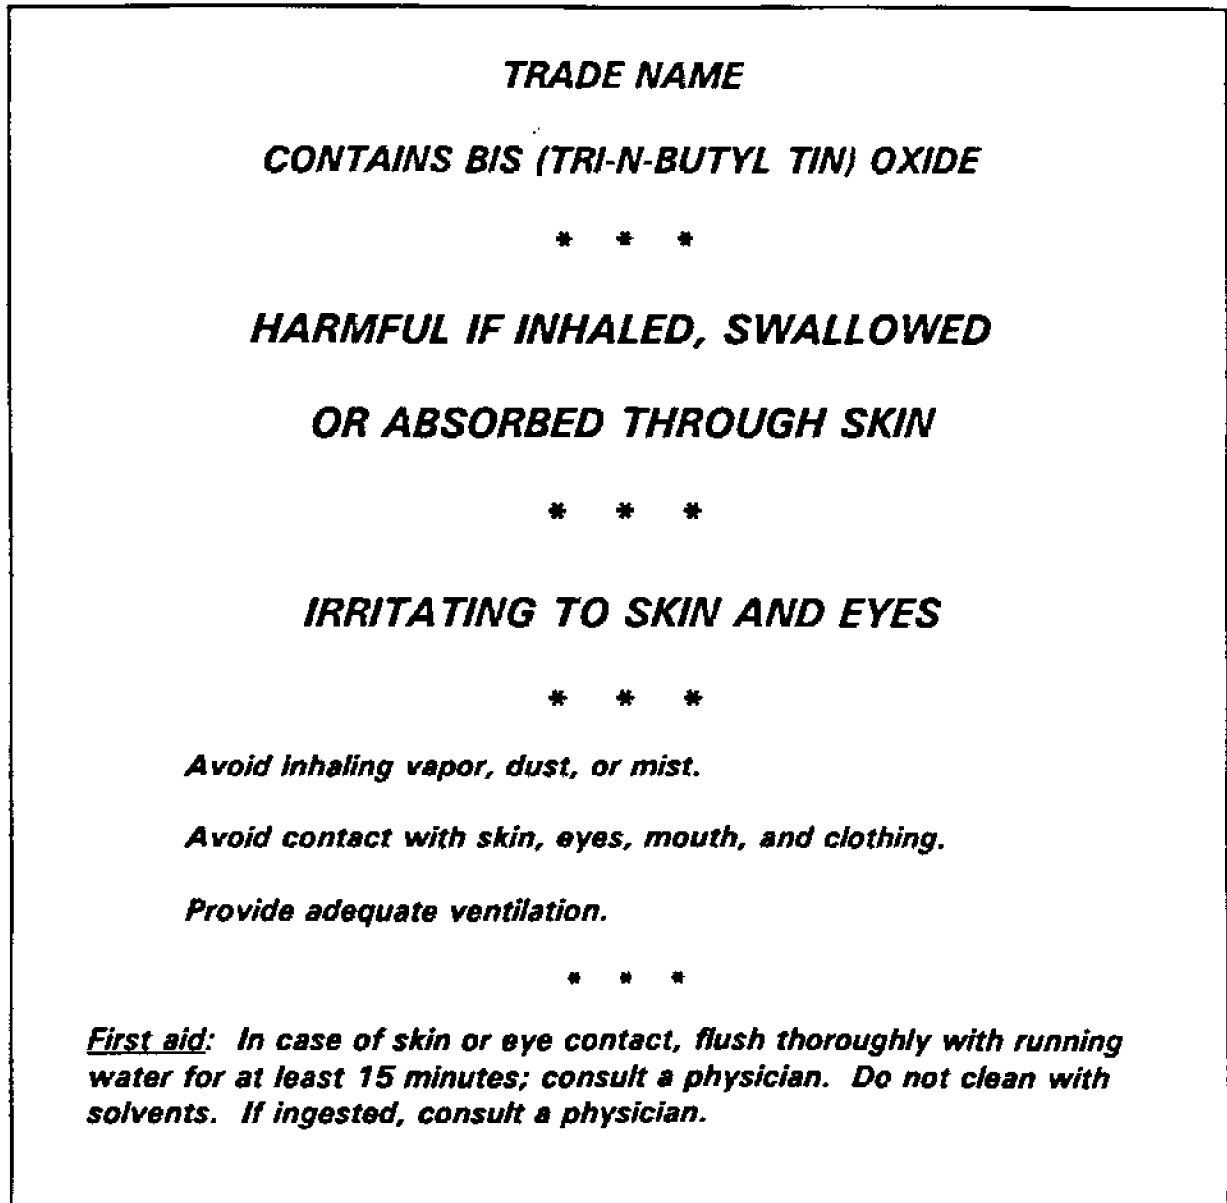 TRADE NAME
CONTAINS BIS (TRI-N-BUTYL TIN) OXIDE
* * *
HARMFUL IF INHALED, SWALLOWED
OR ABSORBED THROUGH SKIN
* * *
IRRITATING TO SKIN AND EYES
* * *
Avoid inhaling vapor, dust, or mist.
Avoid contact with skin, eyes, mouth, and clothing.
Provide adequate ventilation.
* * *
First aid: In case of skin or eye contact, flush thoroughly with running
water for at least 15 minutes; consult a physician. Do not clean with
solvents. If ingested, consult a physician.